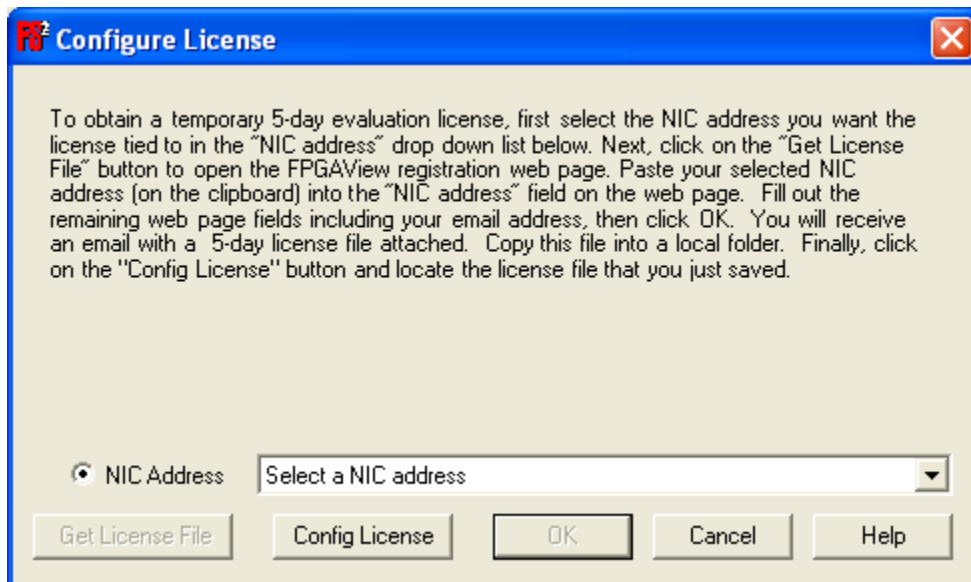 FS² Configure License
To obtain a temporary 5-day evaluation license, first select the NIC address you want the
license tied to in the "NIC address" drop down list below. Next, click on the "Get License
File" button to open the FPGAView registration web page. Paste your selected NIC
address (on the clipboard) into the "NIC address" field on the web page.  Fill out the
remaining web page fields including your email address, then click OK.  You will receive
an email with a  5-day license file attached.  Copy this file into a local folder.  Finally, click
on the "Config License" button and locate the license file that you just saved.
NIC Address Select a NIC address
Get License File Config License OK Cancel Help